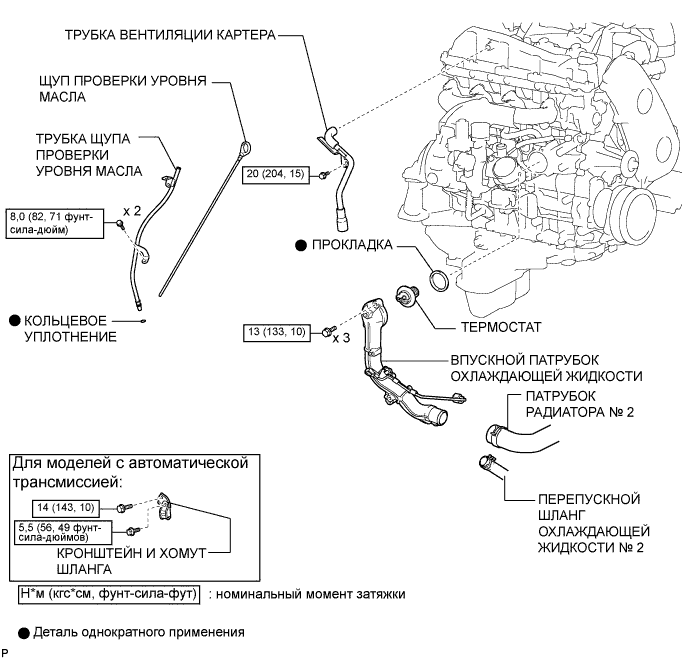 ТРУБКА ВЕНТИЛЯЦИИ КАРТЕРА
ЩУП ПРОВЕРКИ УРОВНЯ
МАСЛА
ТРУБКА ЩУПА
ПРОВЕРКИ
УРОВНЯ МАСЛА
20 (204, 15)
x 2
8,0 (82, 71 фунт-
сила-дюйм)
ПРОКЛАДКА
КОЛЬЦЕВОЕ
УПЛОТНЕНИЕ
13 (133, 10)
x 3
ТЕРМОСТАТ
ВПУСКНОЙ ПАТРУБОК
ОХЛАЖДАЮЩЕЙ ЖИДКОСТИ
ПАТРУБОК
РАДИАТОРА № 2
Для моделей с автоматической
трансмиссией:
14 (143, 10)
5,5 (56, 49 фунт-
сила-дюймов)
КРОНШТЕЙН И ХОМУТ
ШЛАНГА
ПЕРЕПУСКНОЙ
ШЛАНГ
ОХЛАЖДАЮЩЕЙ
ЖИДКОСТИ № 2
Н*м (кгс*см, фунт-сила-фут) : номинальный момент затяжки
Деталь однократного применения
P